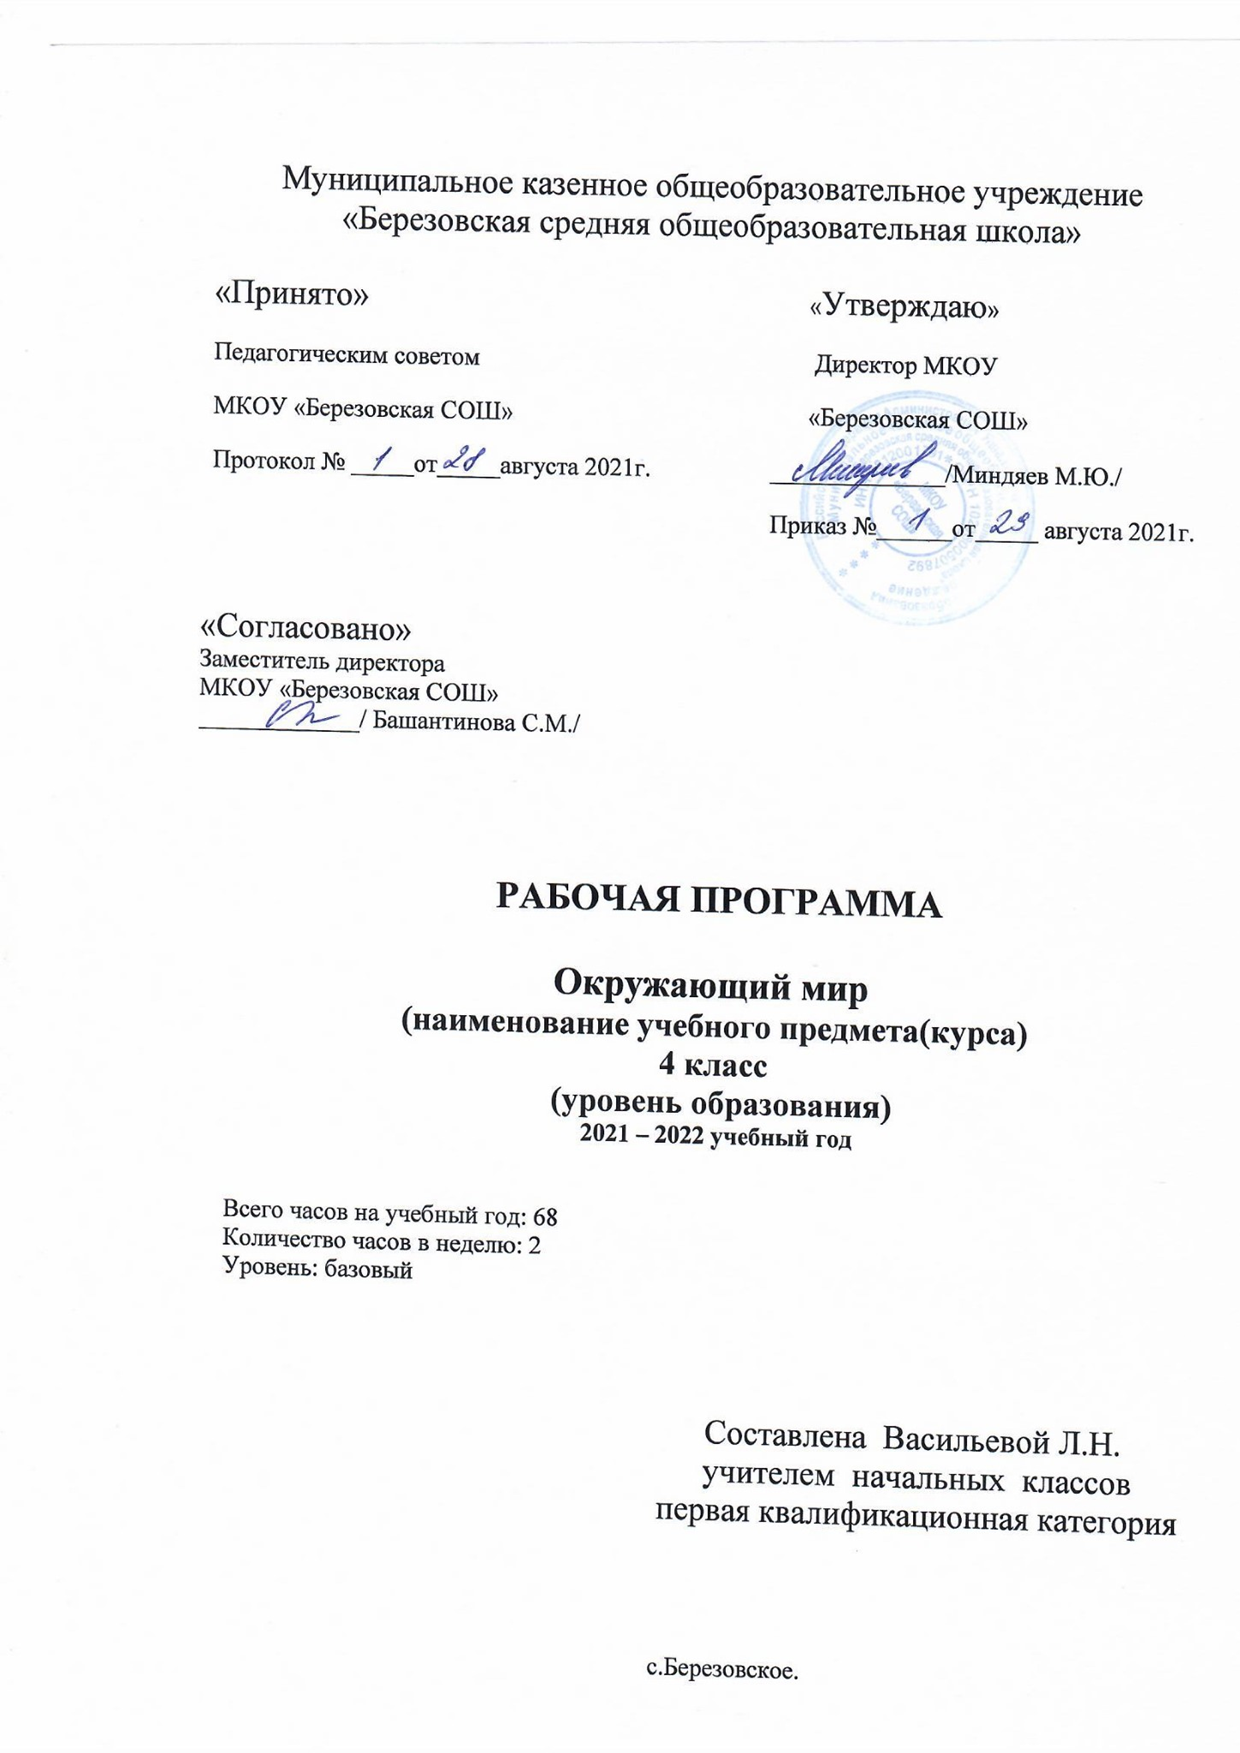 Муниципальное казенное общеобразовательное учреждение
«Березовская средняя общеобразовательная школа»
«Принято»
Педагогическим советом
МКОУ «Березовская СОШ»
Протокол № 1 от 28 августа 2021г.
«Утверждаю»
Директор МКОУ
«Березовская СОШ»
/Миндяев М.Ю./
Приказ № 1 от 23 августа 2021г.
«Согласовано»
Заместитель директора
МКОУ «Березовская СОШ»
/ Башантинова С.М./
РАБОЧАЯ ПРОГРАММА
Окружающий мир
(наименование учебного предмета(курса)
4 класс
(уровень образования)
2021 – 2022 учебный год
Всего часов на учебный год: 68
Количество часов в неделю: 2
Уровень: базовый
Составлена Васильевой Л.Н.
учителем начальных классов
первая квалификационная категория
с.Березовское.